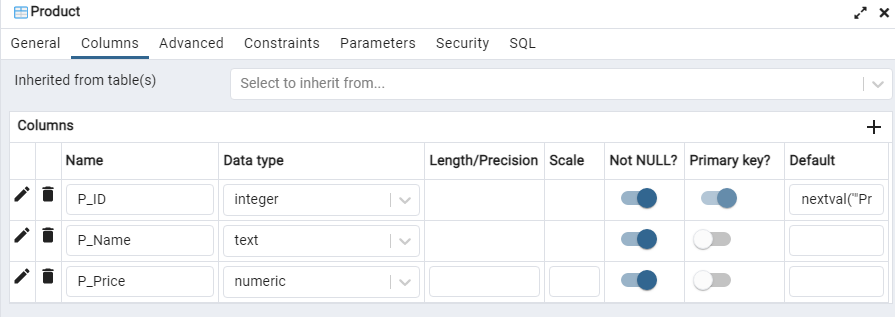 Product
General Columns Advanced Constraints Parameters Security SQL
Inherited from table(s) Select to inherit from...
Columns
Name Data type Length/Precision Scale Not NULL? Primary key? Default
P_ID integer nextval('"Pr
P_Name text
P_Price numeric